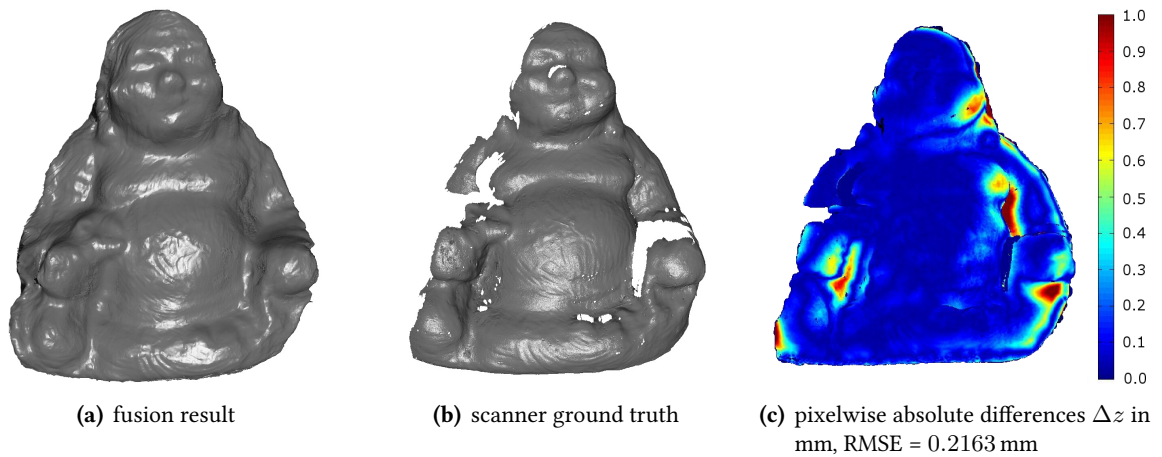 1.0
0.9
0.8
0.7
0.6
0.5
0.4
0.3
0.2
0.1
0.0
(a) fusion result
(b) scanner ground truth
(c) pixelwise absolute differences Δz in
mm, RMSE = 0.2163 mm